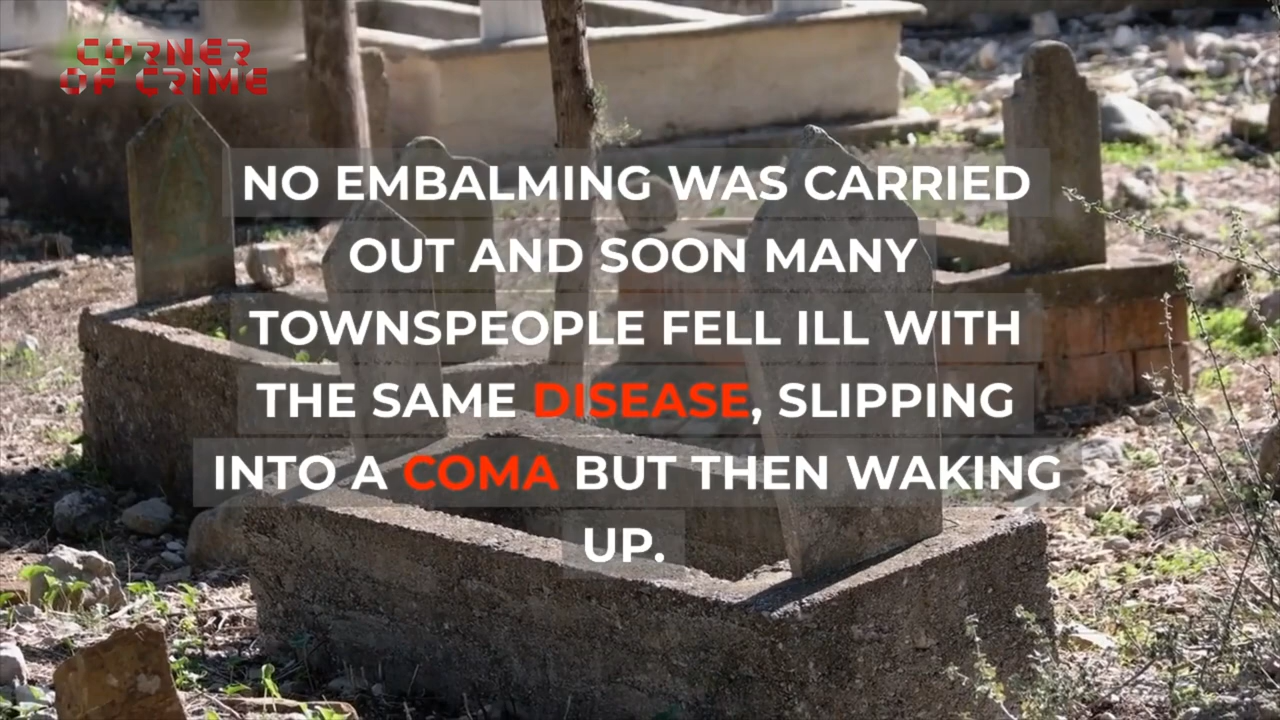 CORNER
OF CRIME
NO EMBALMING WAS CARRIED
OUT AND SOON MANY
TOWNSPEOPLE FELL ILL WITH
THE SAME DISEASE, SLIPPING
INTO A COMA BUT THEN WAKING
UP.